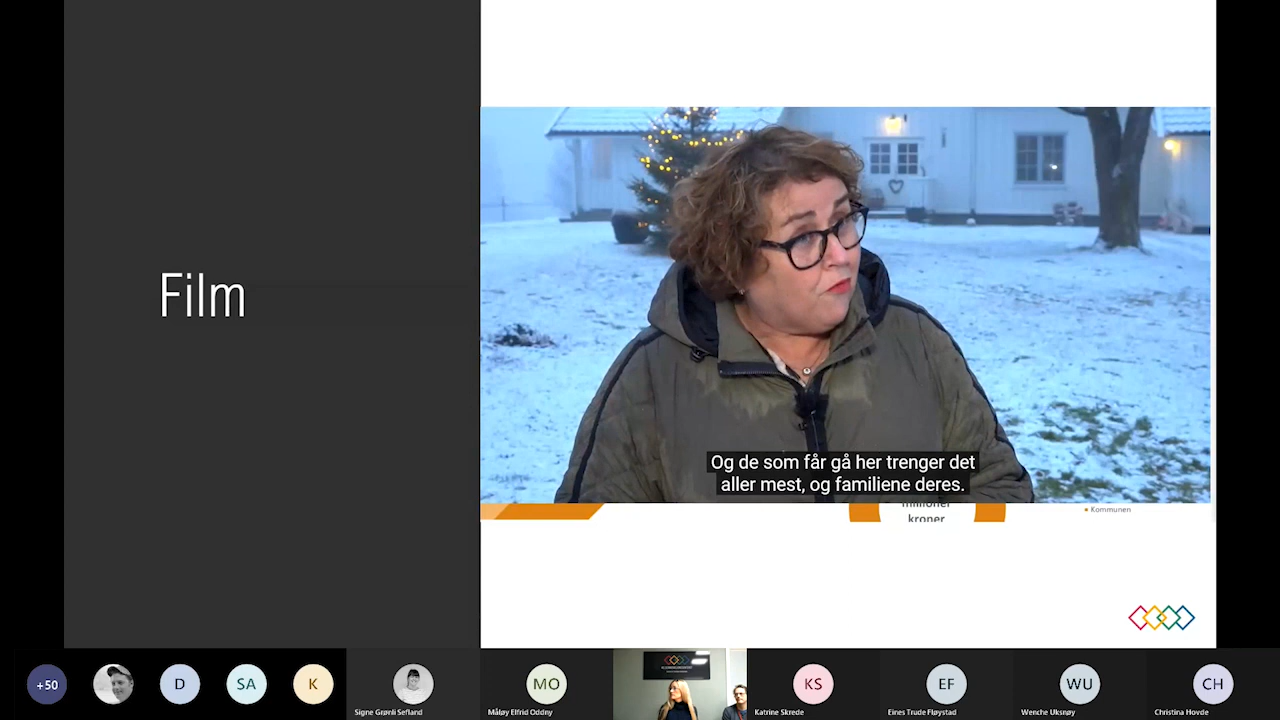 Film
Og de som får gå her trenger det
aller mest, og familiene deres.
millioner
kroner
Kommunen
+50
D
SA
K
Signe Grønli Sefland
MO
Måløy Elfrid Oddny
KS
Katrine Skrede
EF
Eines Trude Fløystad
WU
Wenche Uksnøy
CH
Christina Hovde